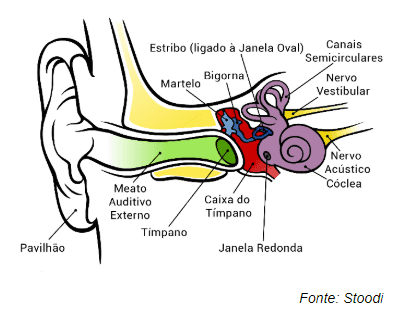 Estribo (ligado à Janela Oval)
Canais
Semicirculares
Bigorna
Martelo
Nervo
Vestibular
Nervo
Acústico
Cóclea
Meato
Auditivo
Externo
Caixa do
Tímpano
Tímpano
Pavilhão
Janela Redonda
Fonte: Stoodi